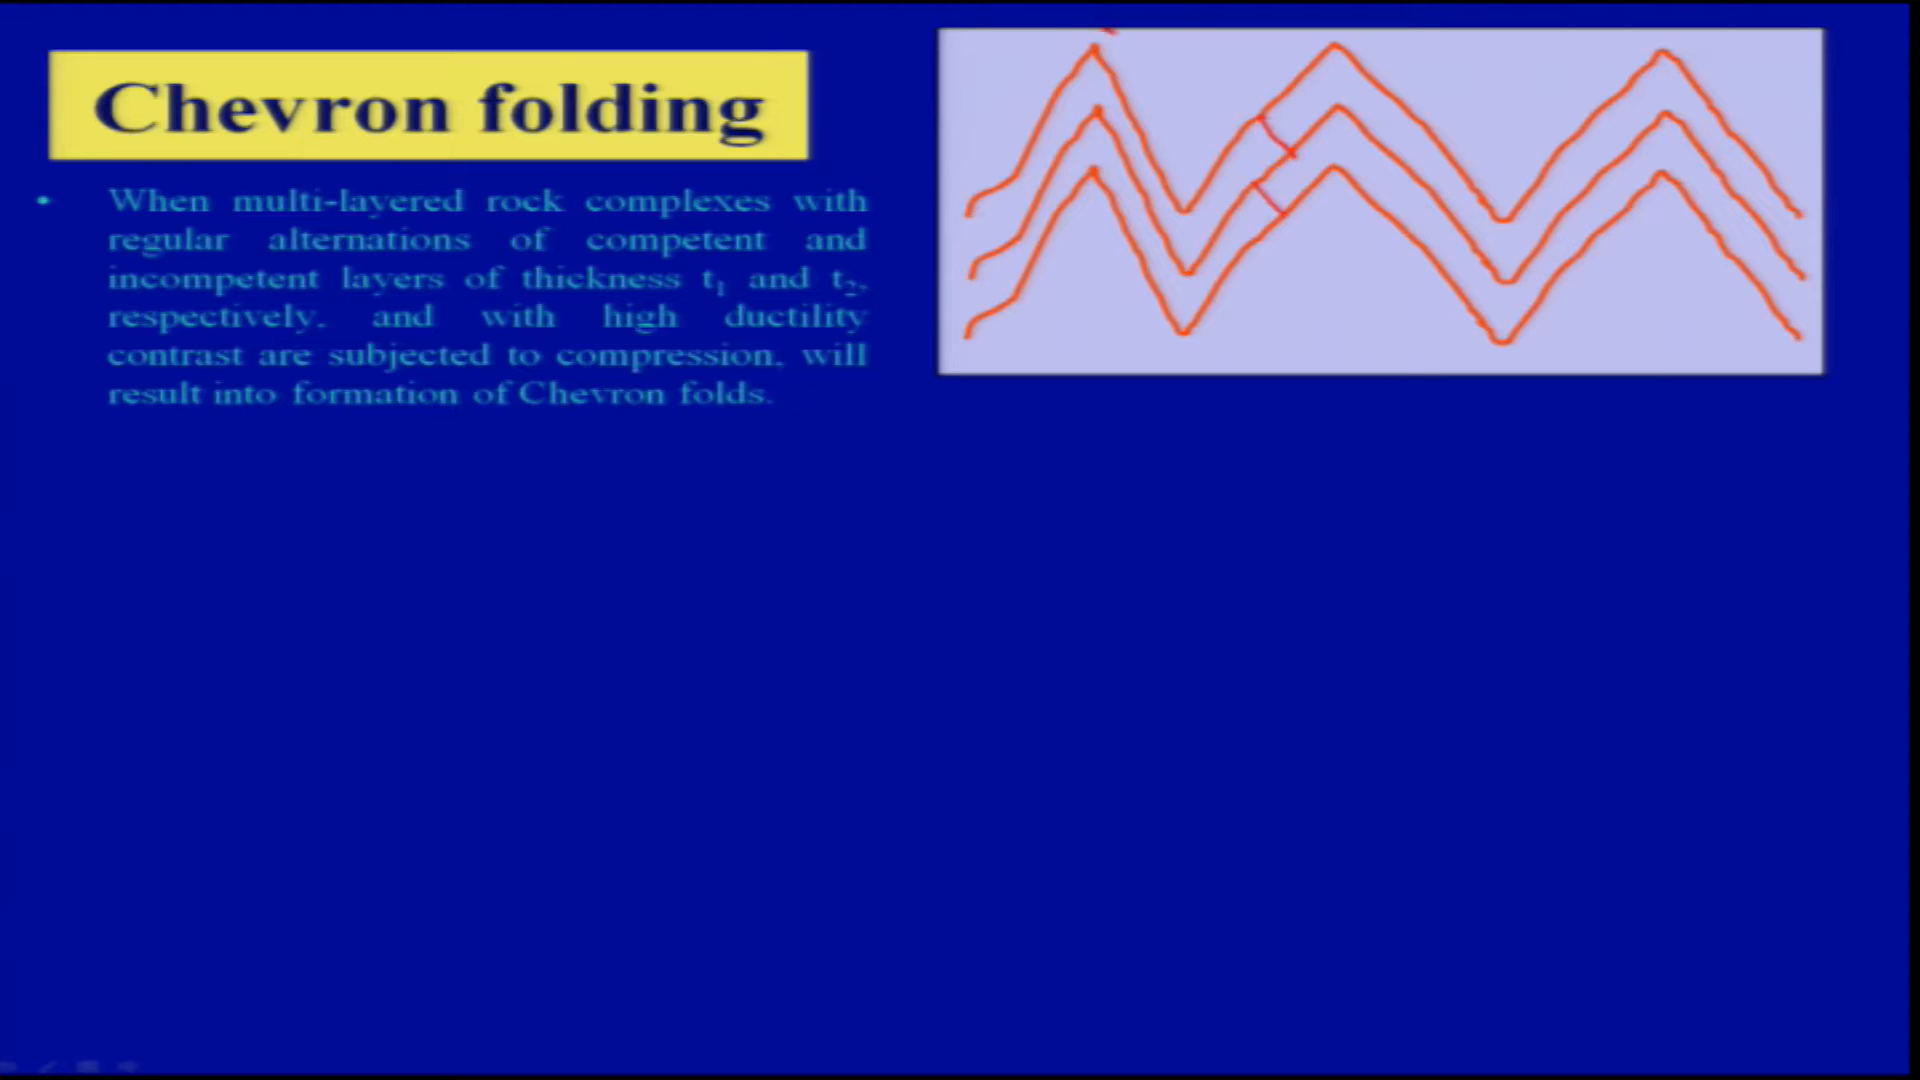 Chevron folding
• When multi-layered rock complexes with
regular alternations of competent and
incompetent layers of thickness t₁ and t₂,
respectively, and with high ductility
contrast are subjected to compression, will
result into formation of Chevron folds.